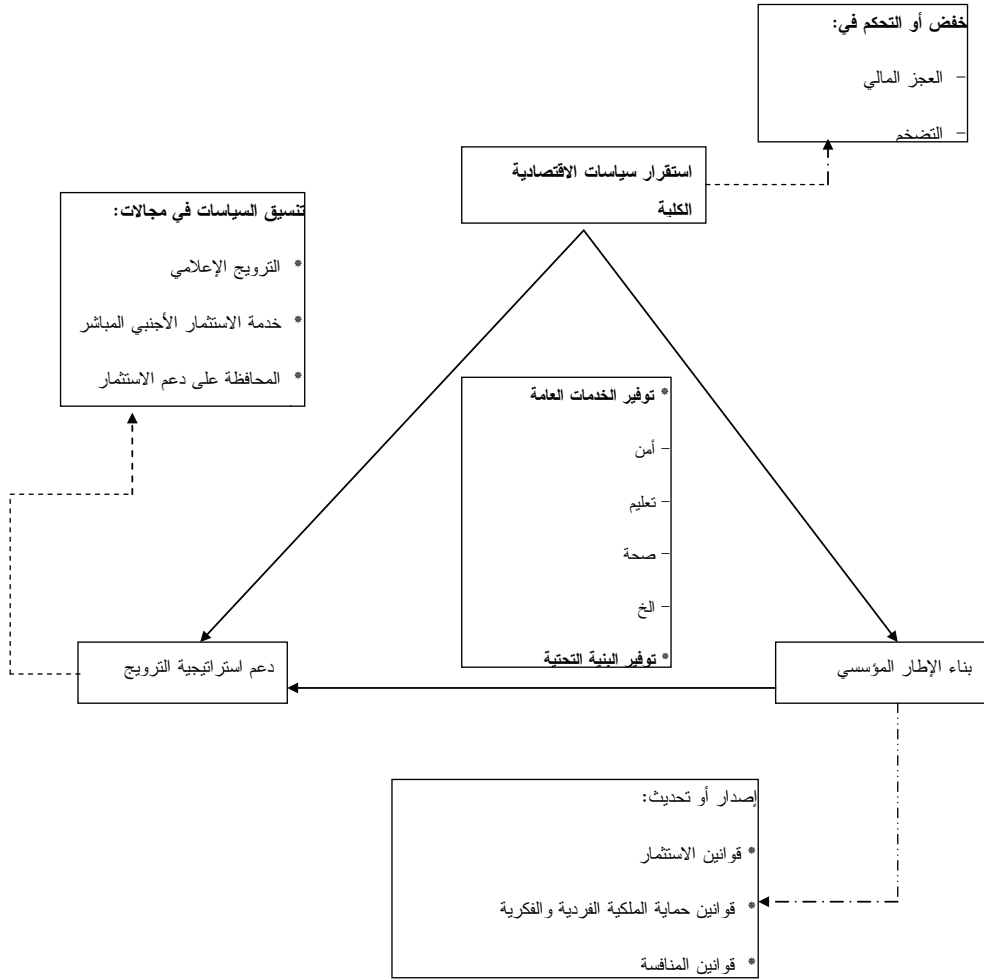 خفض أو التحكم في:
– العجز المالي
– التضخم
استقرار سياسات الاقتصادية
الكلية
تنسيق السياسات في مجالات:
* الترويج الإعلامي
* خدمة الاستثمار الأجنبي المباشر
* المحافظة على دعم الاستثمار
* توفير الخدمات العامة
– أمن
– تعليم
– صحة
– الخ
* توفير البنية التحتية
بناء الإطار المؤسسي
دعم استراتيجية الترويج
إصدار أو تحديث:
* قوانين الاستثمار
* قوانين حماية الملكية الفردية والفكرية
* قوانين المنافسة